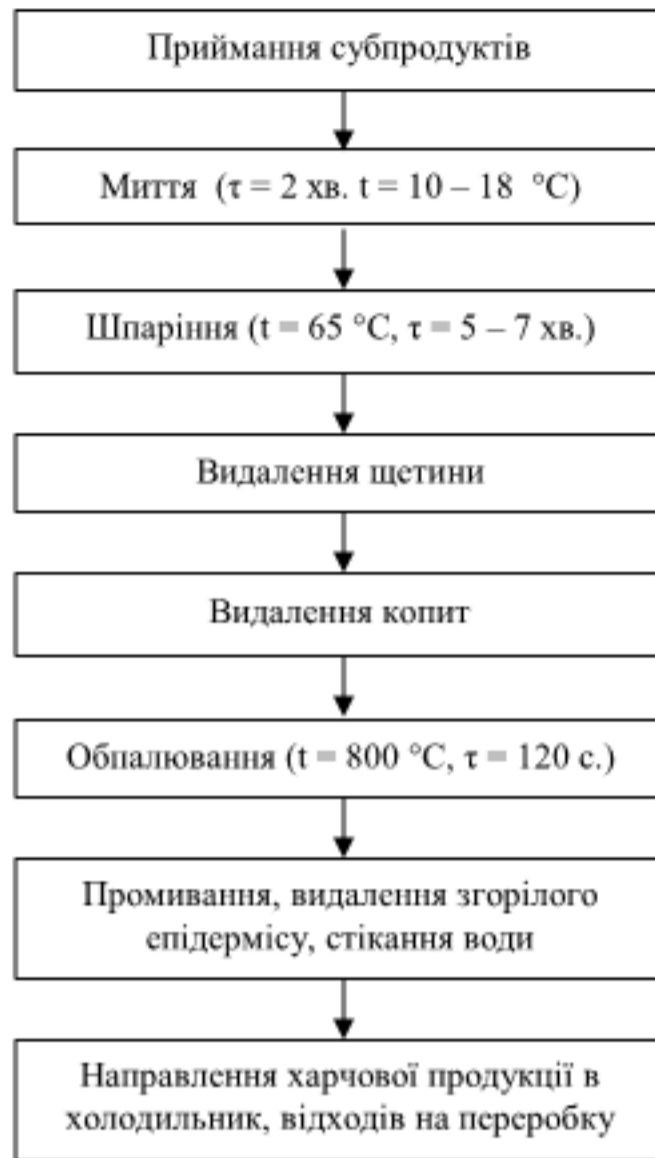 Приймання субпродуктів
Миття (τ = 2 хв. t = 10 – 18 °C)
Шпаріння (t = 65 °C, τ = 5 – 7 хв.)
Видалення щетини
Видалення копит
Обпалювання (t = 800 °C, τ = 120 с.)
Промивання, видалення згорілого
епідермісу, стікання води
Направлення харчової продукції в
холодильник, відходів на переробку